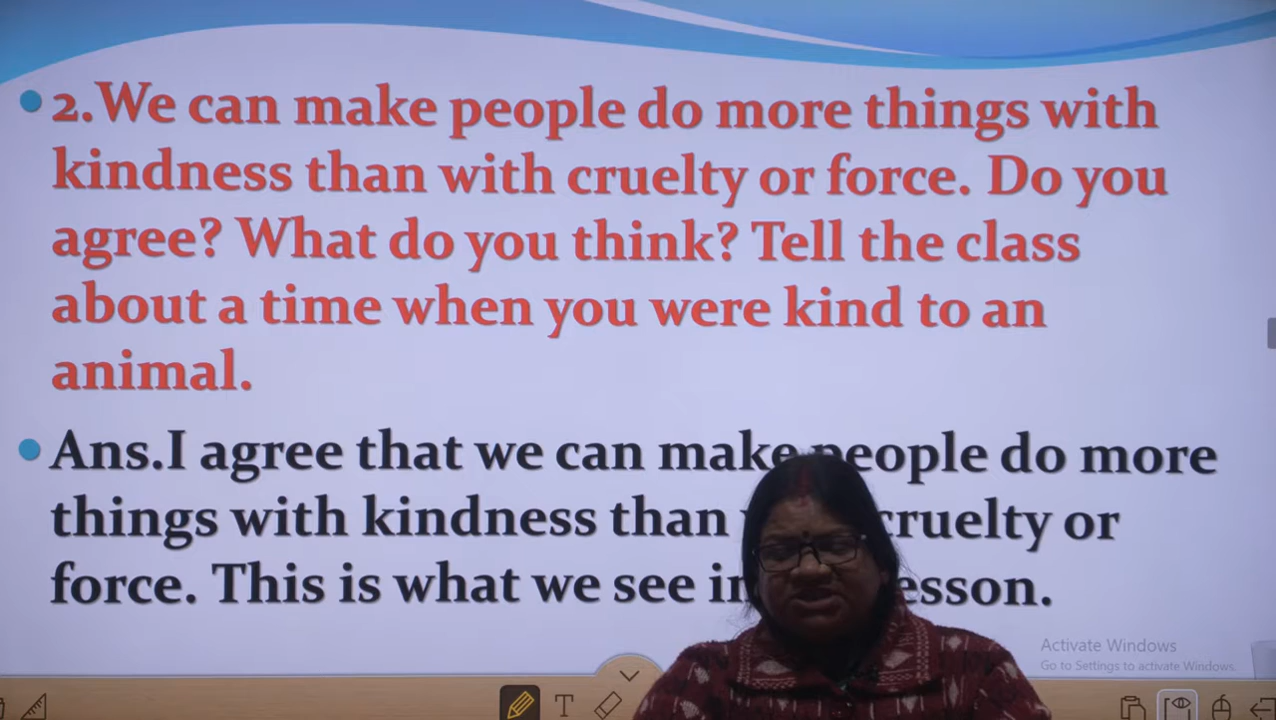 2.We can make people do more things with
kindness than with cruelty or force. Do you
agree? What do you think? Tell the class
about a time when you were kind to an
animal.
Ans.I agree that we can make people do more
things with kindness than cruelty or
force. This is what we see in lesson.
Activate Windows
Go to Settings to activate Windows.
T